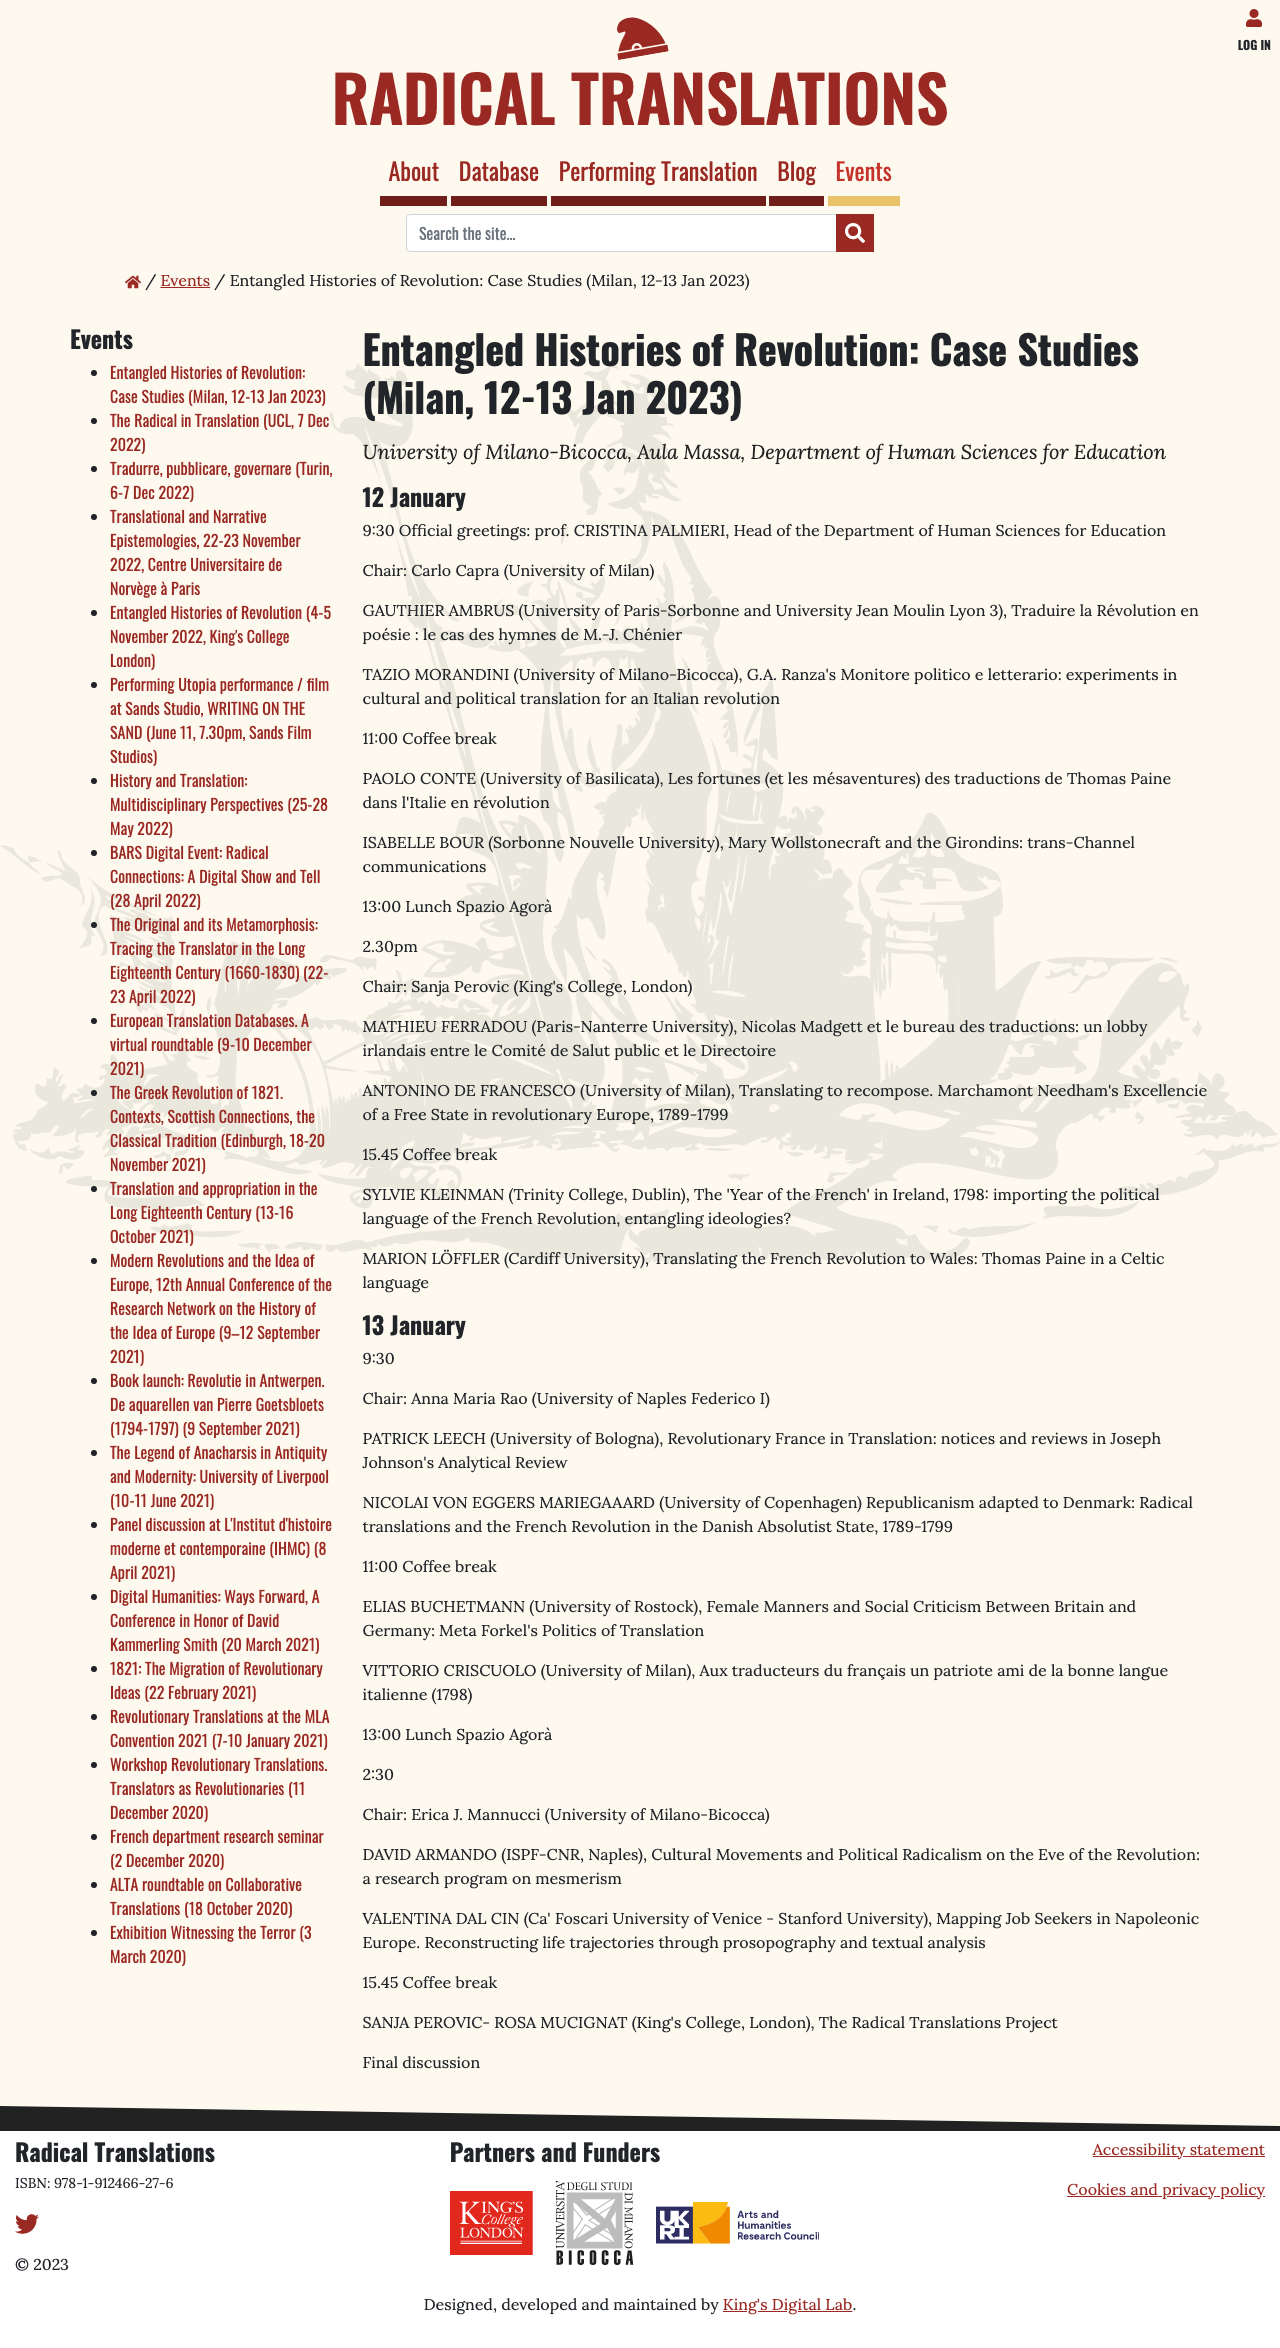 LOG IN
RADICAL TRANSLATIONS
About Database Performing Translation Blog Events
Search the site...
/ Events / Entangled Histories of Revolution: Case Studies (Milan, 12-13 Jan 2023)
Events
Entangled Histories of Revolution:
Case Studies (Milan, 12-13 Jan 2023)
The Radical in Translation (UCL, 7 Dec
2022)
Tradurre, pubblicare, governare (Turin,
6-7 Dec 2022)
Translational and Narrative
Epistemologies, 22-23 November
2022, Centre Universitaire de
Norvège à Paris
Entangled Histories of Revolution (4-5
November 2022, King's College
London)
Performing Utopia performance / film
at Sands Studio, WRITING ON THE
SAND (June 11, 7.30pm, Sands Film
Studios)
History and Translation:
Multidisciplinary Perspectives (25-28
May 2022)
BARS Digital Event: Radical
Connections: A Digital Show and Tell
(28 April 2022)
The Original and its Metamorphosis:
Tracing the Translator in the Long
Eighteenth Century (1660-1830) (22-
23 April 2022)
European Translation Databases. A
virtual roundtable (9-10 December
2021)
The Greek Revolution of 1821.
Contexts, Scottish Connections, the
Classical Tradition (Edinburgh, 18-20
November 2021)
Translation and appropriation in the
Long Eighteenth Century (13-16
October 2021)
Modern Revolutions and the Idea of
Europe, 12th Annual Conference of the
Research Network on the History of
the Idea of Europe (9–12 September
2021)
Book launch: Revolutie in Antwerpen.
De aquarellen van Pierre Goetsbloets
(1794-1797) (9 September 2021)
The Legend of Anacharsis in Antiquity
and Modernity: University of Liverpool
(10-11 June 2021)
Panel discussion at L'Institut d'histoire
moderne et contemporaine (IHMC) (8
April 2021)
Digital Humanities: Ways Forward, A
Conference in Honor of David
Kammerling Smith (20 March 2021)
1821: The Migration of Revolutionary
Ideas (22 February 2021)
Revolutionary Translations at the MLA
Convention 2021 (7-10 January 2021)
Workshop Revolutionary Translations.
Translators as Revolutionaries (11
December 2020)
French department research seminar
(2 December 2020)
ALTA roundtable on Collaborative
Translations (18 October 2020)
Exhibition Witnessing the Terror (3
March 2020)
Entangled Histories of Revolution: Case Studies
(Milan, 12-13 Jan 2023)
University of Milano-Bicocca, Aula Massa, Department of Human Sciences for Education
12 January
9:30 Official greetings: prof. CRISTINA PALMIERI, Head of the Department of Human Sciences for Education
Chair: Carlo Capra (University of Milan)
GAUTHIER AMBRUS (University of Paris-Sorbonne and University Jean Moulin Lyon 3), Traduire la Révolution en
poésie : le cas des hymnes de M.-J. Chénier
TAZIO MORANDINI (University of Milano-Bicocca), G.A. Ranza's Monitore politico e letterario: experiments in
cultural and political translation for an Italian revolution
11:00 Coffee break
PAOLO CONTE (University of Basilicata), Les fortunes (et les mésaventures) des traductions de Thomas Paine
dans l'Italie en révolution
ISABELLE BOUR (Sorbonne Nouvelle University), Mary Wollstonecraft and the Girondins: trans-Channel
communications
13:00 Lunch Spazio Agorà
2.30pm
Chair: Sanja Perovic (King's College, London)
MATHIEU FERRADOU (Paris-Nanterre University), Nicolas Madgett et le bureau des traductions: un lobby
irlandais entre le Comité de Salut public et le Directoire
ANTONINO DE FRANCESCO (University of Milan), Translating to recompose. Marchamont Needham's Excellencie
of a Free State in revolutionary Europe, 1789-1799
15.45 Coffee break
SYLVIE KLEINMAN (Trinity College, Dublin), The 'Year of the French' in Ireland, 1798: importing the political
language of the French Revolution, entangling ideologies?
MARION LÖFFLER (Cardiff University), Translating the French Revolution to Wales: Thomas Paine in a Celtic
language
13 January
9:30
Chair: Anna Maria Rao (University of Naples Federico I)
PATRICK LEECH (University of Bologna), Revolutionary France in Translation: notices and reviews in Joseph
Johnson's Analytical Review
NICOLAI VON EGGERS MARIEGAAARD (University of Copenhagen) Republicanism adapted to Denmark: Radical
translations and the French Revolution in the Danish Absolutist State, 1789-1799
11:00 Coffee break
ELIAS BUCHETMANN (University of Rostock), Female Manners and Social Criticism Between Britain and
Germany: Meta Forkel's Politics of Translation
VITTORIO CRISCUOLO (University of Milan), Aux traducteurs du français un patriote ami de la bonne langue
italienne (1798)
13:00 Lunch Spazio Agorà
2:30
Chair: Erica J. Mannucci (University of Milano-Bicocca)
DAVID ARMANDO (ISPF-CNR, Naples), Cultural Movements and Political Radicalism on the Eve of the Revolution:
a research program on mesmerism
VALENTINA DAL CIN (Ca' Foscari University of Venice - Stanford University), Mapping Job Seekers in Napoleonic
Europe. Reconstructing life trajectories through prosopography and textual analysis
15.45 Coffee break
SANJA PEROVIC- ROSA MUCIGNAT (King's College, London), The Radical Translations Project
Final discussion
Radical Translations
ISBN: 978-1-912466-27-6
© 2023
Partners and Funders
KING'S
College
LONDON
UNIVERSITA'
DEGLI STUDI
DI MILANO
BICOCCA
UKRI
Arts and
Humanities
Research Council
Accessibility statement
Cookies and privacy policy
Designed, developed and maintained by King's Digital Lab.